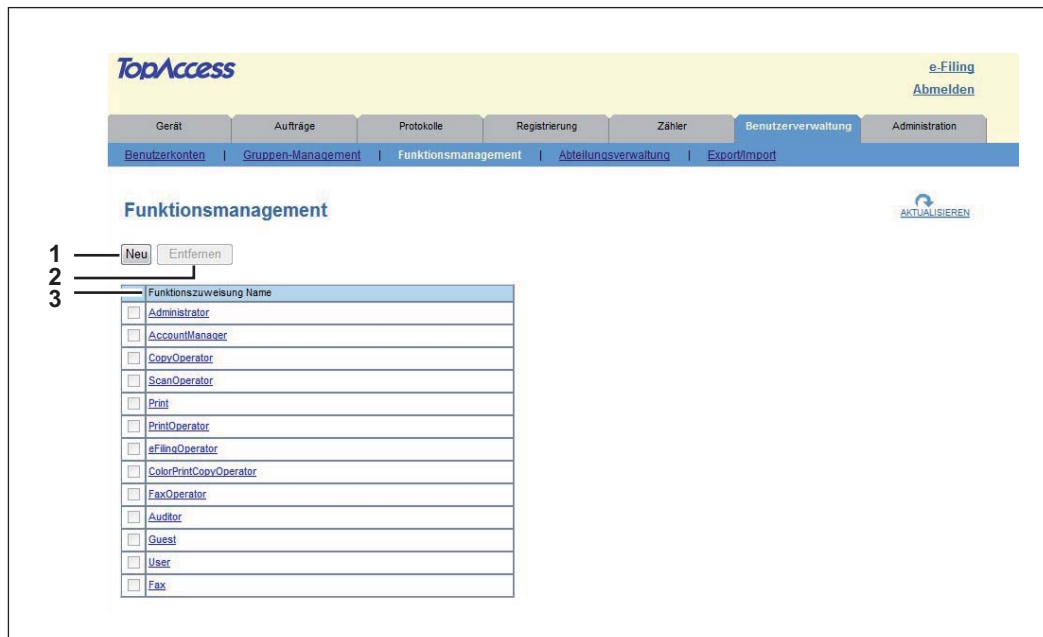 TopAccess
e-Filing
Abmelden
Gerät Aufträge Protokolle Registrierung Zähler Benutzerverwaltung Administration
Benutzerkonten | Gruppen-Management | Funktionsmanagement | Abteilungsverwaltung | Export/Import
Funktionsmanagement
AKTUALISIEREN
1 Neu Entfernen
2
3 Funktionszuweisung Name
Administrator
AccountManager
CopyOperator
ScanOperator
Print
PrintOperator
eFilingOperator
ColorPrintCopyOperator
FaxOperator
Auditor
Guest
User
Fax